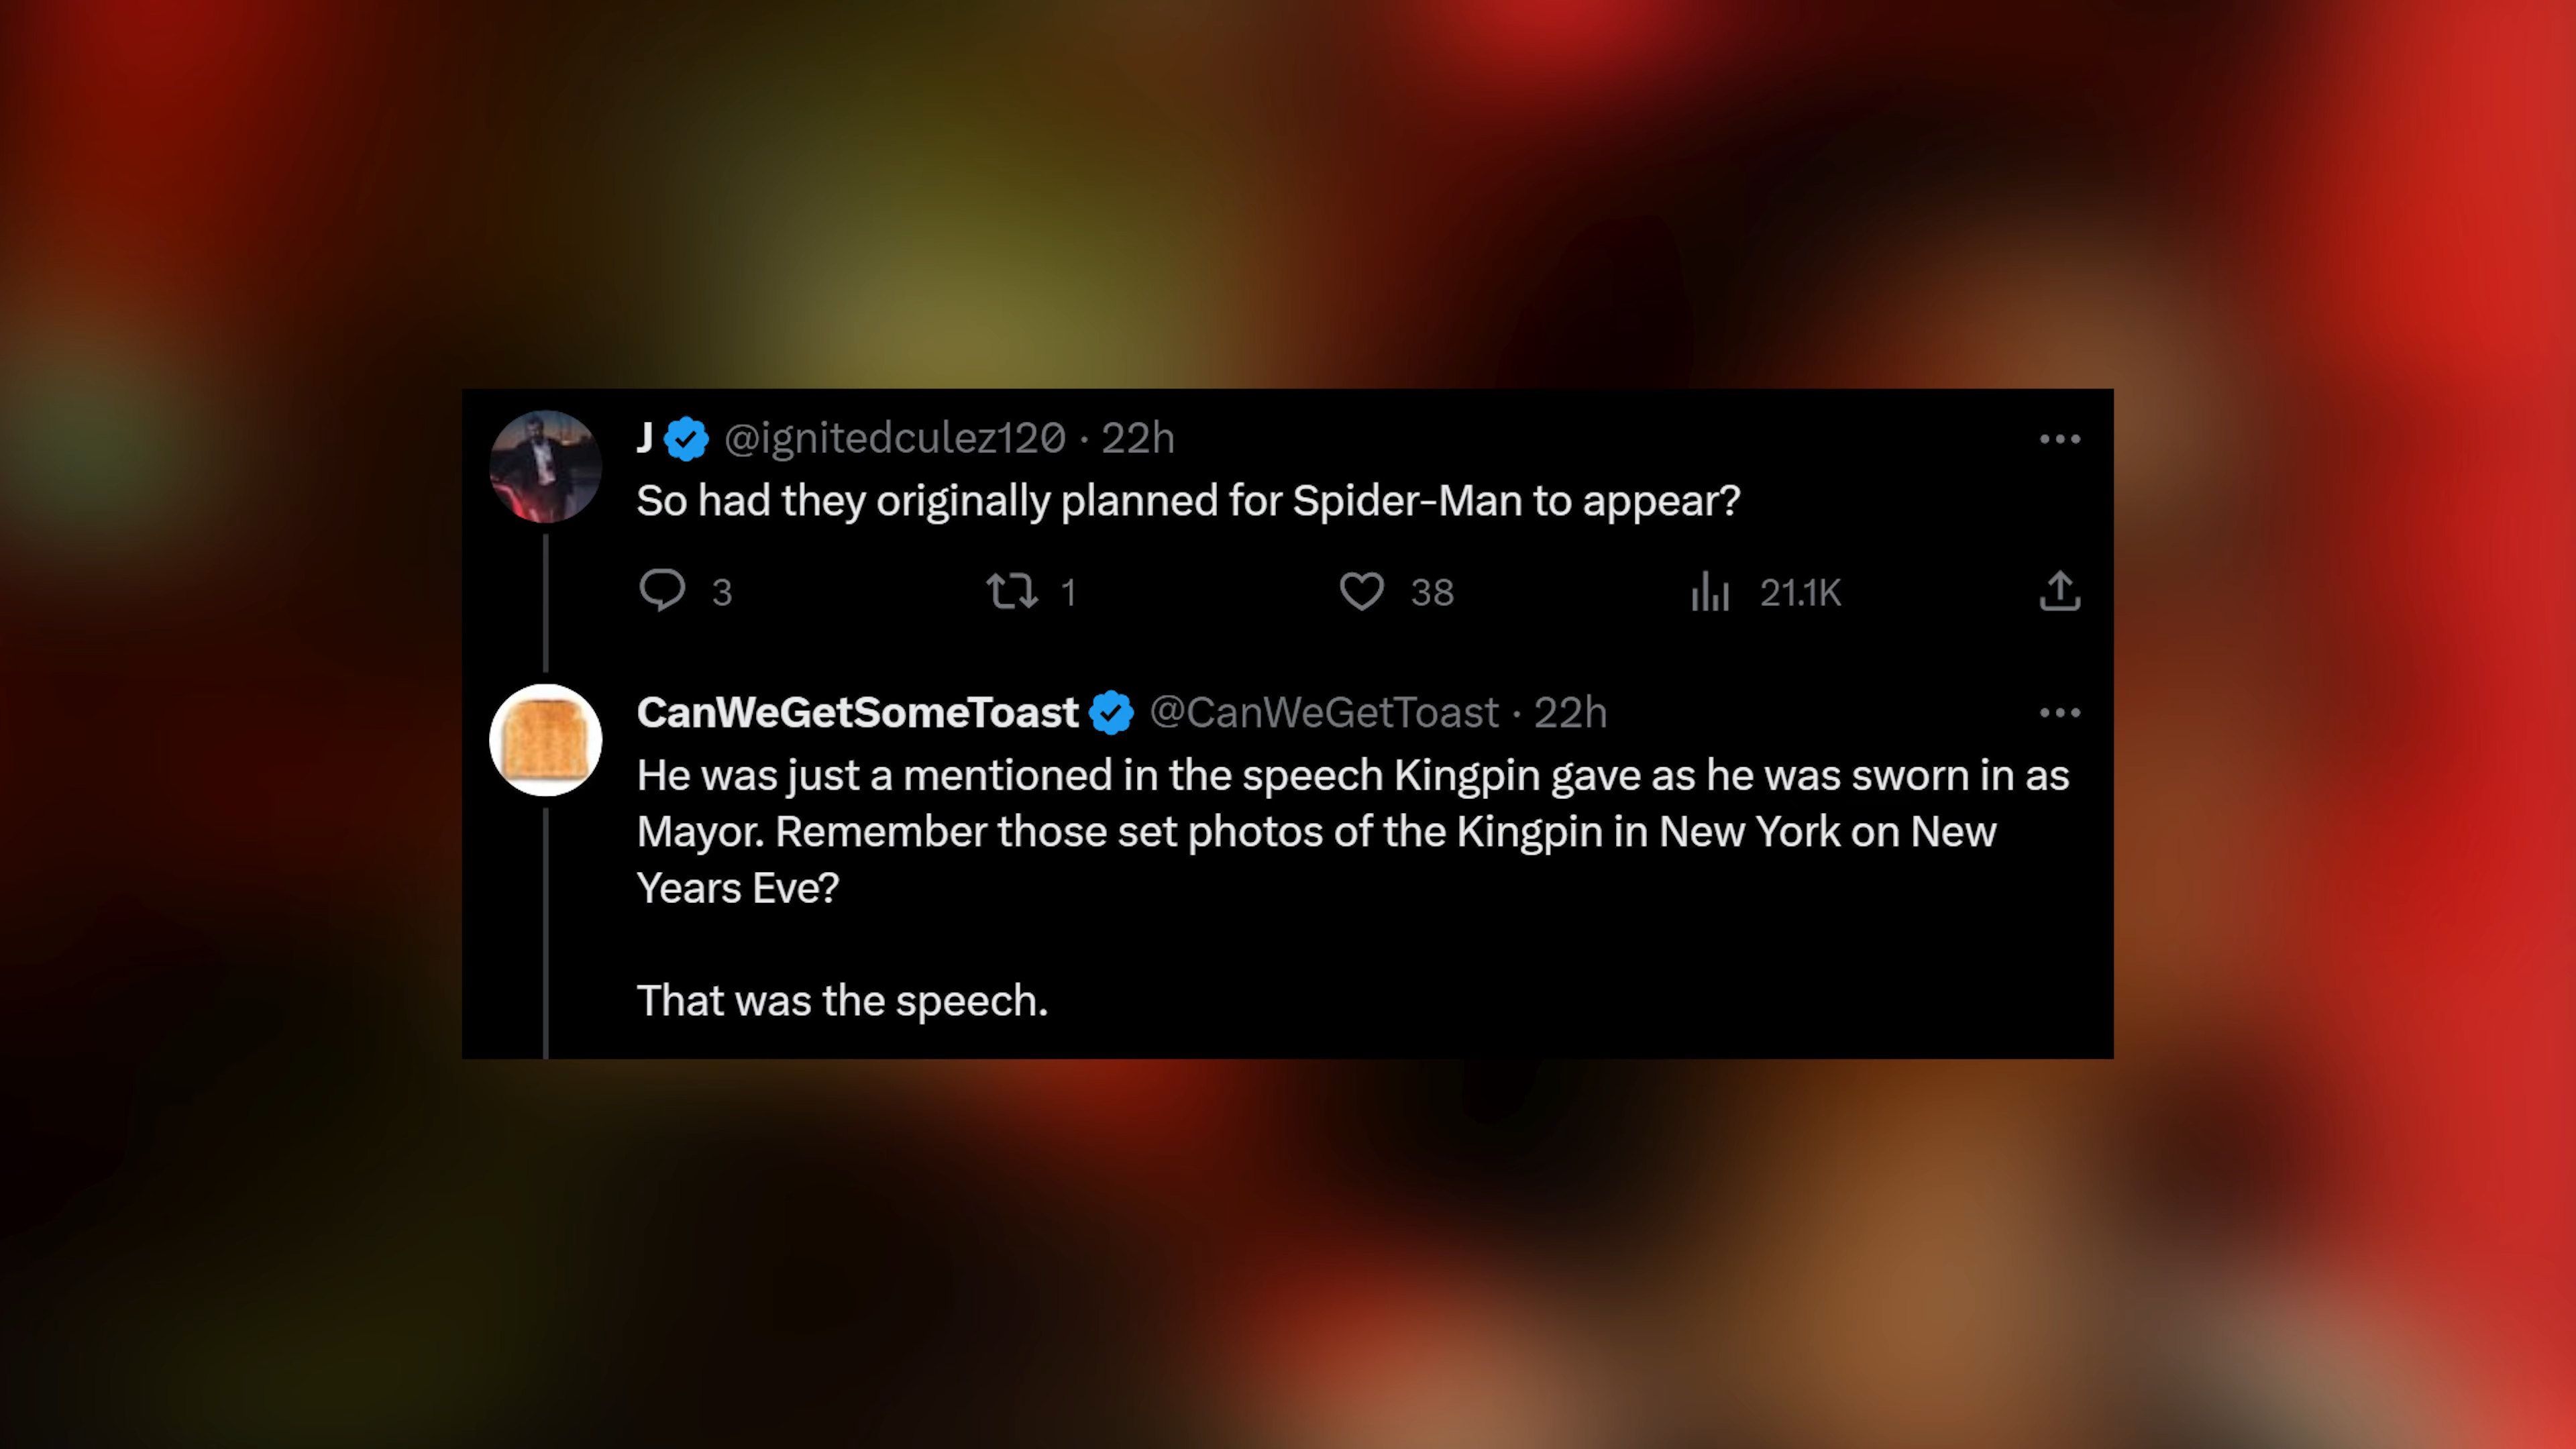 J @ignitedculez120 · 22h
So had they originally planned for Spider-Man to appear?
3 1 38 21.1K
CanWeGetSomeToast @CanWeGetToast · 22h
He was just a mentioned in the speech Kingpin gave as he was sworn in as
Mayor. Remember those set photos of the Kingpin in New York on New
Years Eve?
That was the speech.